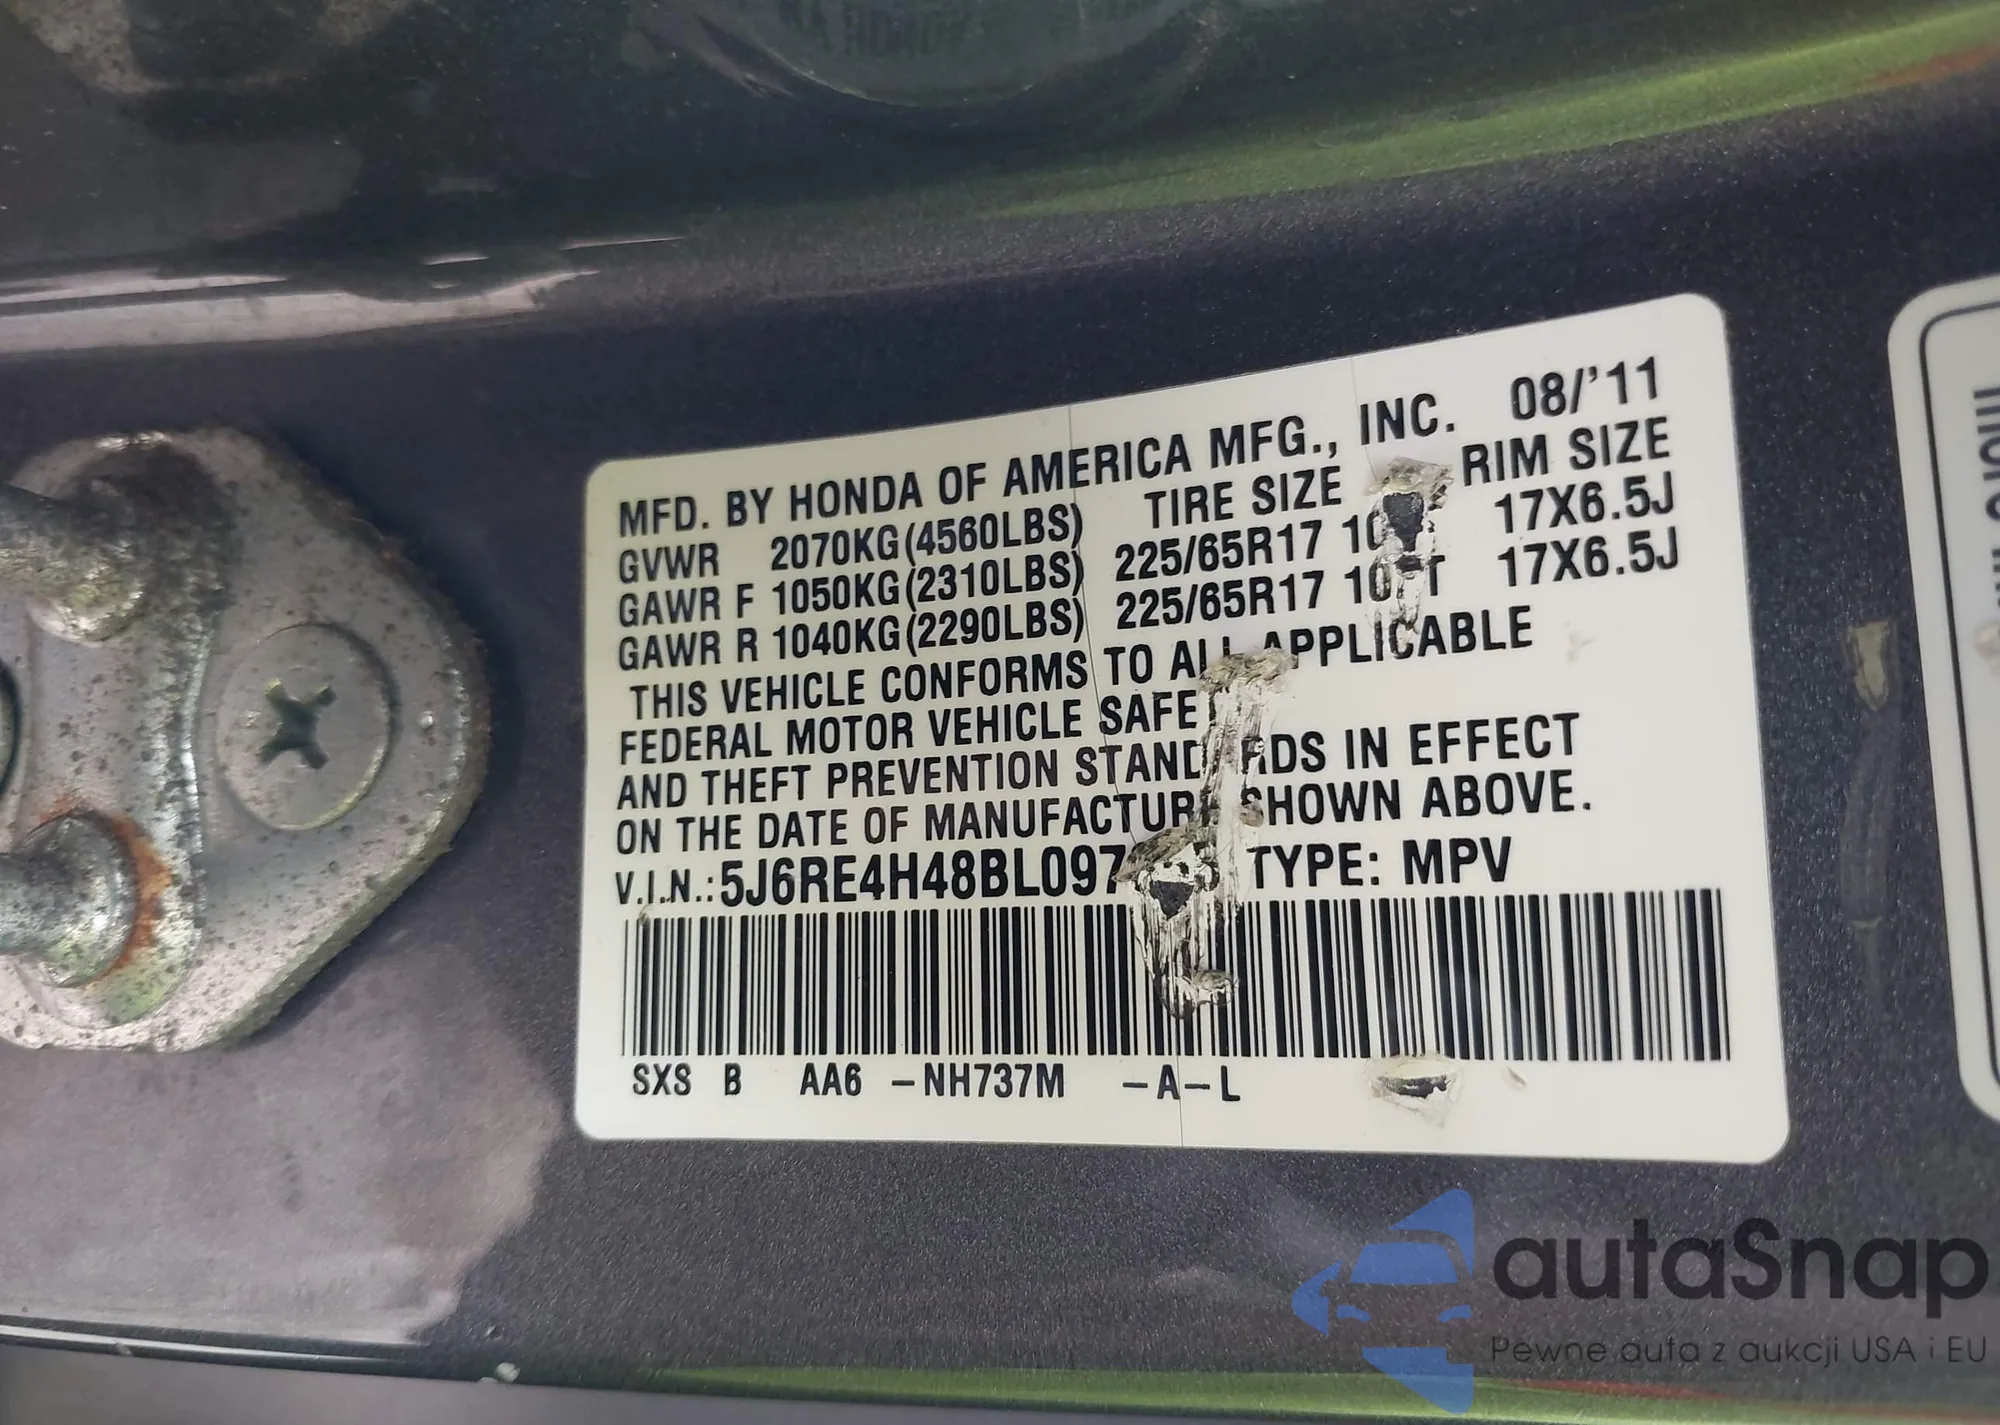 MFD. BY HONDA OF AMERICA MFG., INC. 08/'11
GVWR 2070KG(4560LBS) TIRE SIZE RIM SIZE
GAWR F 1050KG(2310LBS) 225/65R17 17X6.5J
GAWR R 1040KG(2290LBS) 225/65R17 17X6.5J
THIS VEHICLE CONFORMS TO ALL APPLICABLE
FEDERAL MOTOR VEHICLE SAFE
AND THEFT PREVENTION STANDARDS IN EFFECT
ON THE DATE OF MANUFACTURE SHOWN ABOVE.
V.I.N.:5J6RE4H48BL097 TYPE: MPV
SXS B AA6 -NH737M -A-L
autaSnap
Pewne auta z aukcji USA i EU